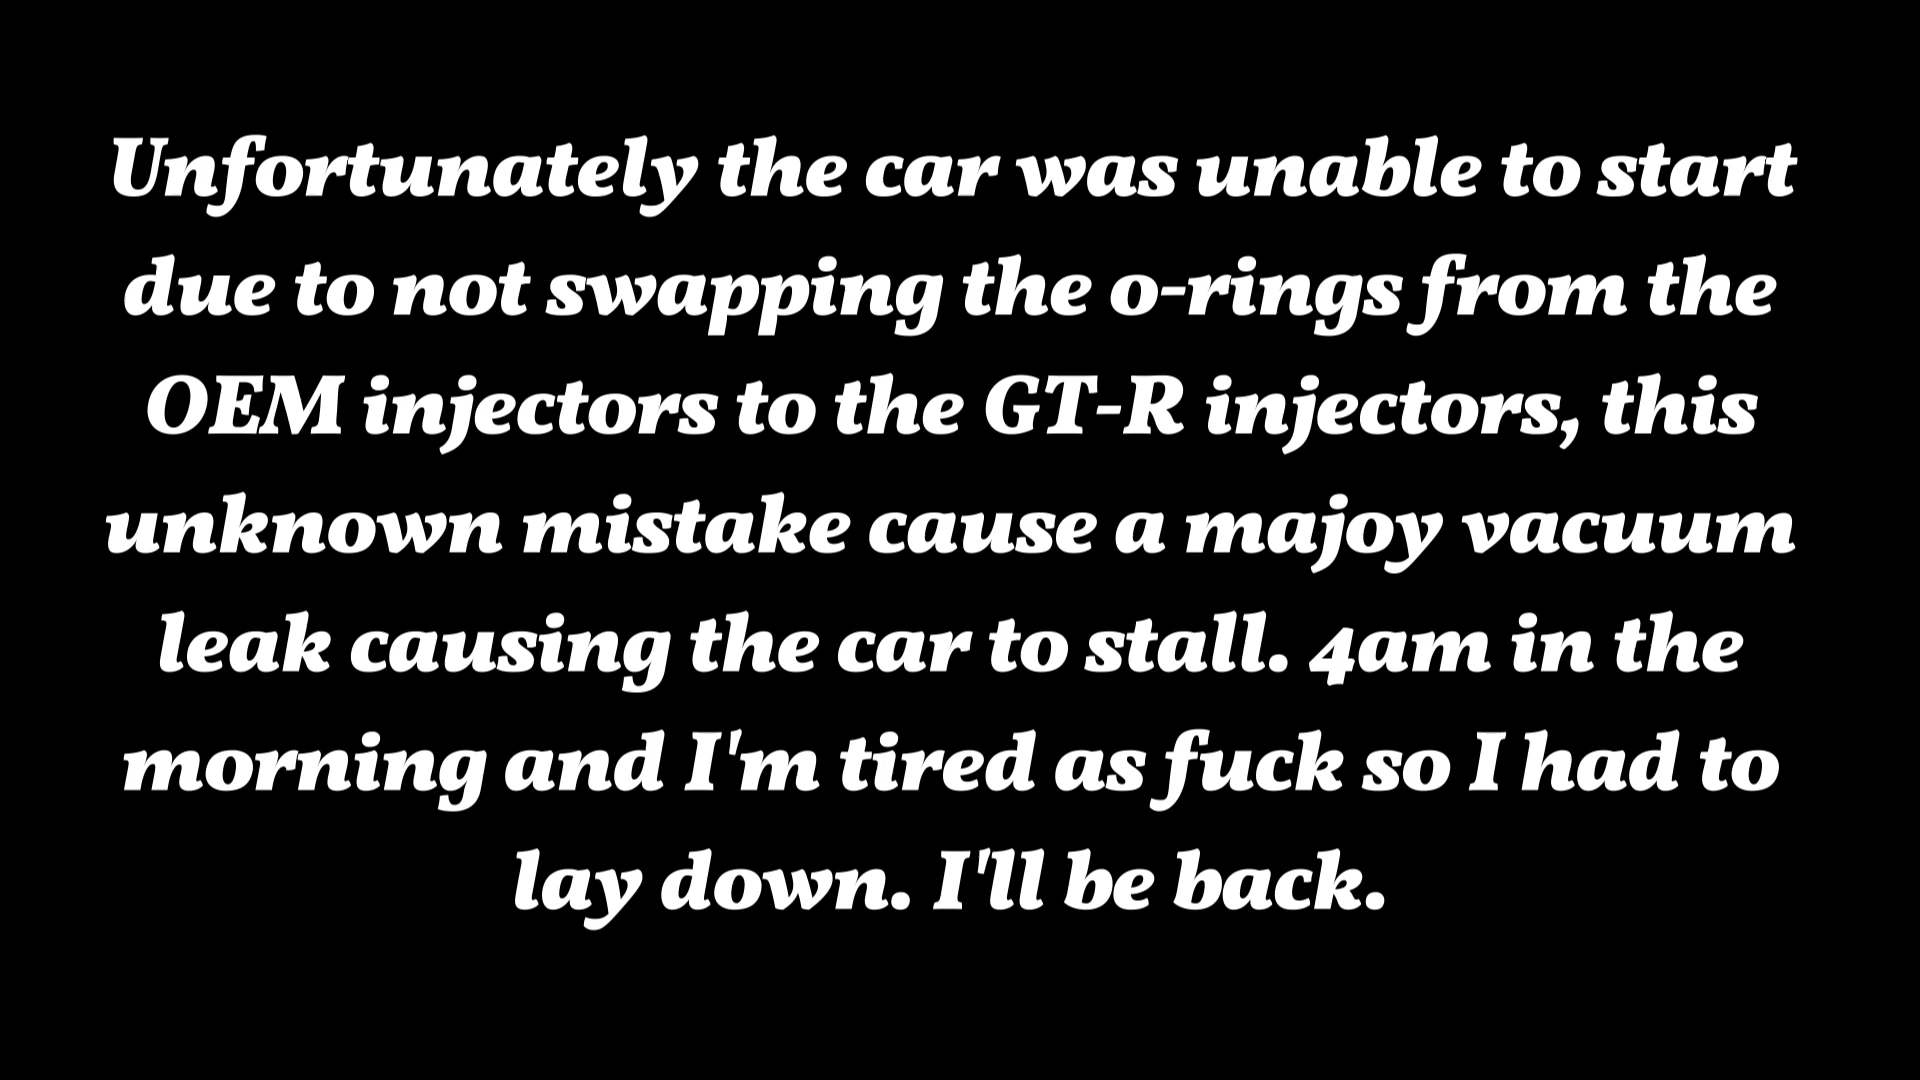 Unfortunately the car was unable to start
due to not swapping the o-rings from the
OEM injectors to the GT-R injectors, this
unknown mistake cause a majoy vacuum
leak causing the car to stall. 4am in the
morning and I'm tired as fuck so I had to
lay down. I'll be back.